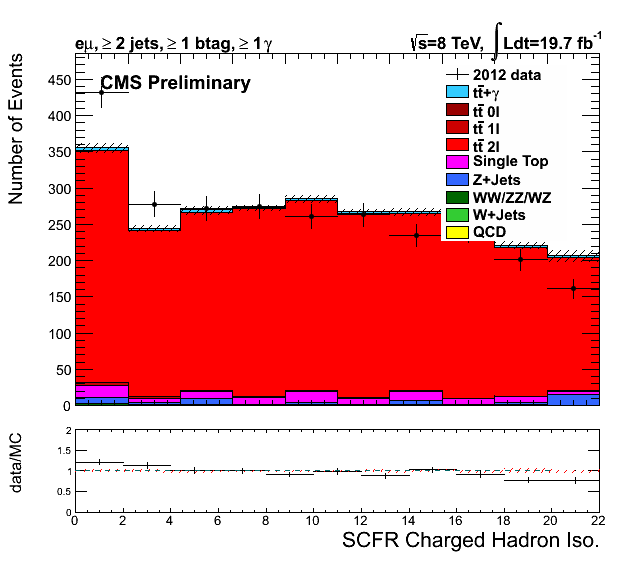 eμ, ≥ 2 jets, ≥ 1 btag, ≥ 1γ
√s=8 TeV, ∫Ldt=19.7 fb⁻¹
CMS Preliminary
Number of Events
450
400
350
300
250
200
150
100
50
0
2012 data
tt̄+γ
tt̄ 0l
tt̄ 1l
tt̄ 2l
Single Top
Z+Jets
WW/ZZ/WZ
W+Jets
QCD
data/MC
2
1.5
1
0.5
0
0 2 4 6 8 10 12 14 16 18 20 22
SCFR Charged Hadron Iso.